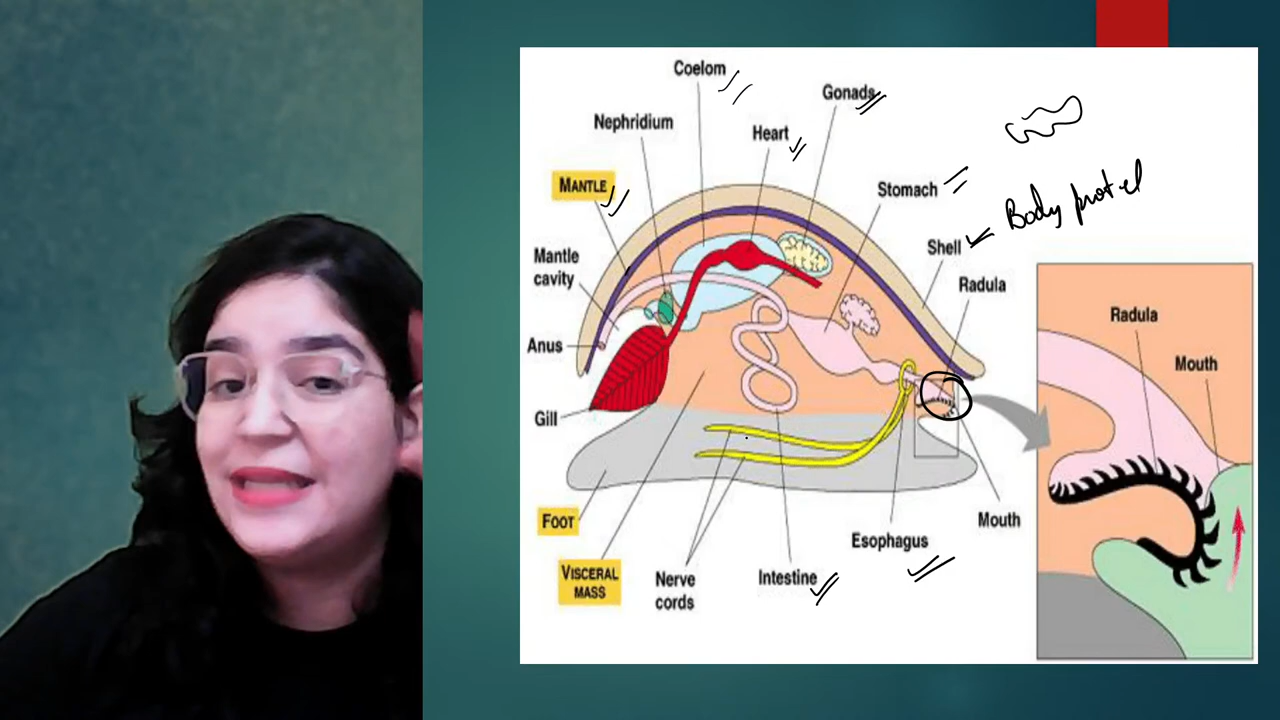 Coelom
Gonads
Nephridium
Heart
MANTLE
Stomach
Body
Shell
Mantle
cavity
Radula
Radula
Anus
Mouth
Gill
FOOT
Mouth
Esophagus
VISCERAL
MASS
Nerve
cords
Intestine